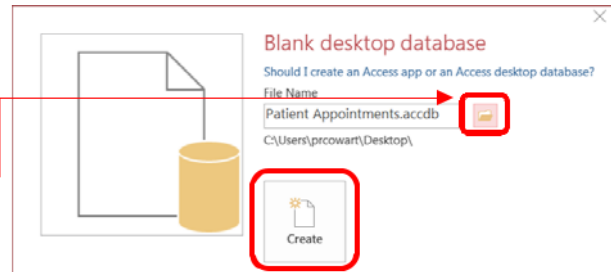 Blank desktop database
Should I create an Access app or an Access desktop database?
File Name
Patient Appointments.accdb
C:\Users\prcowart\Desktop\
Create